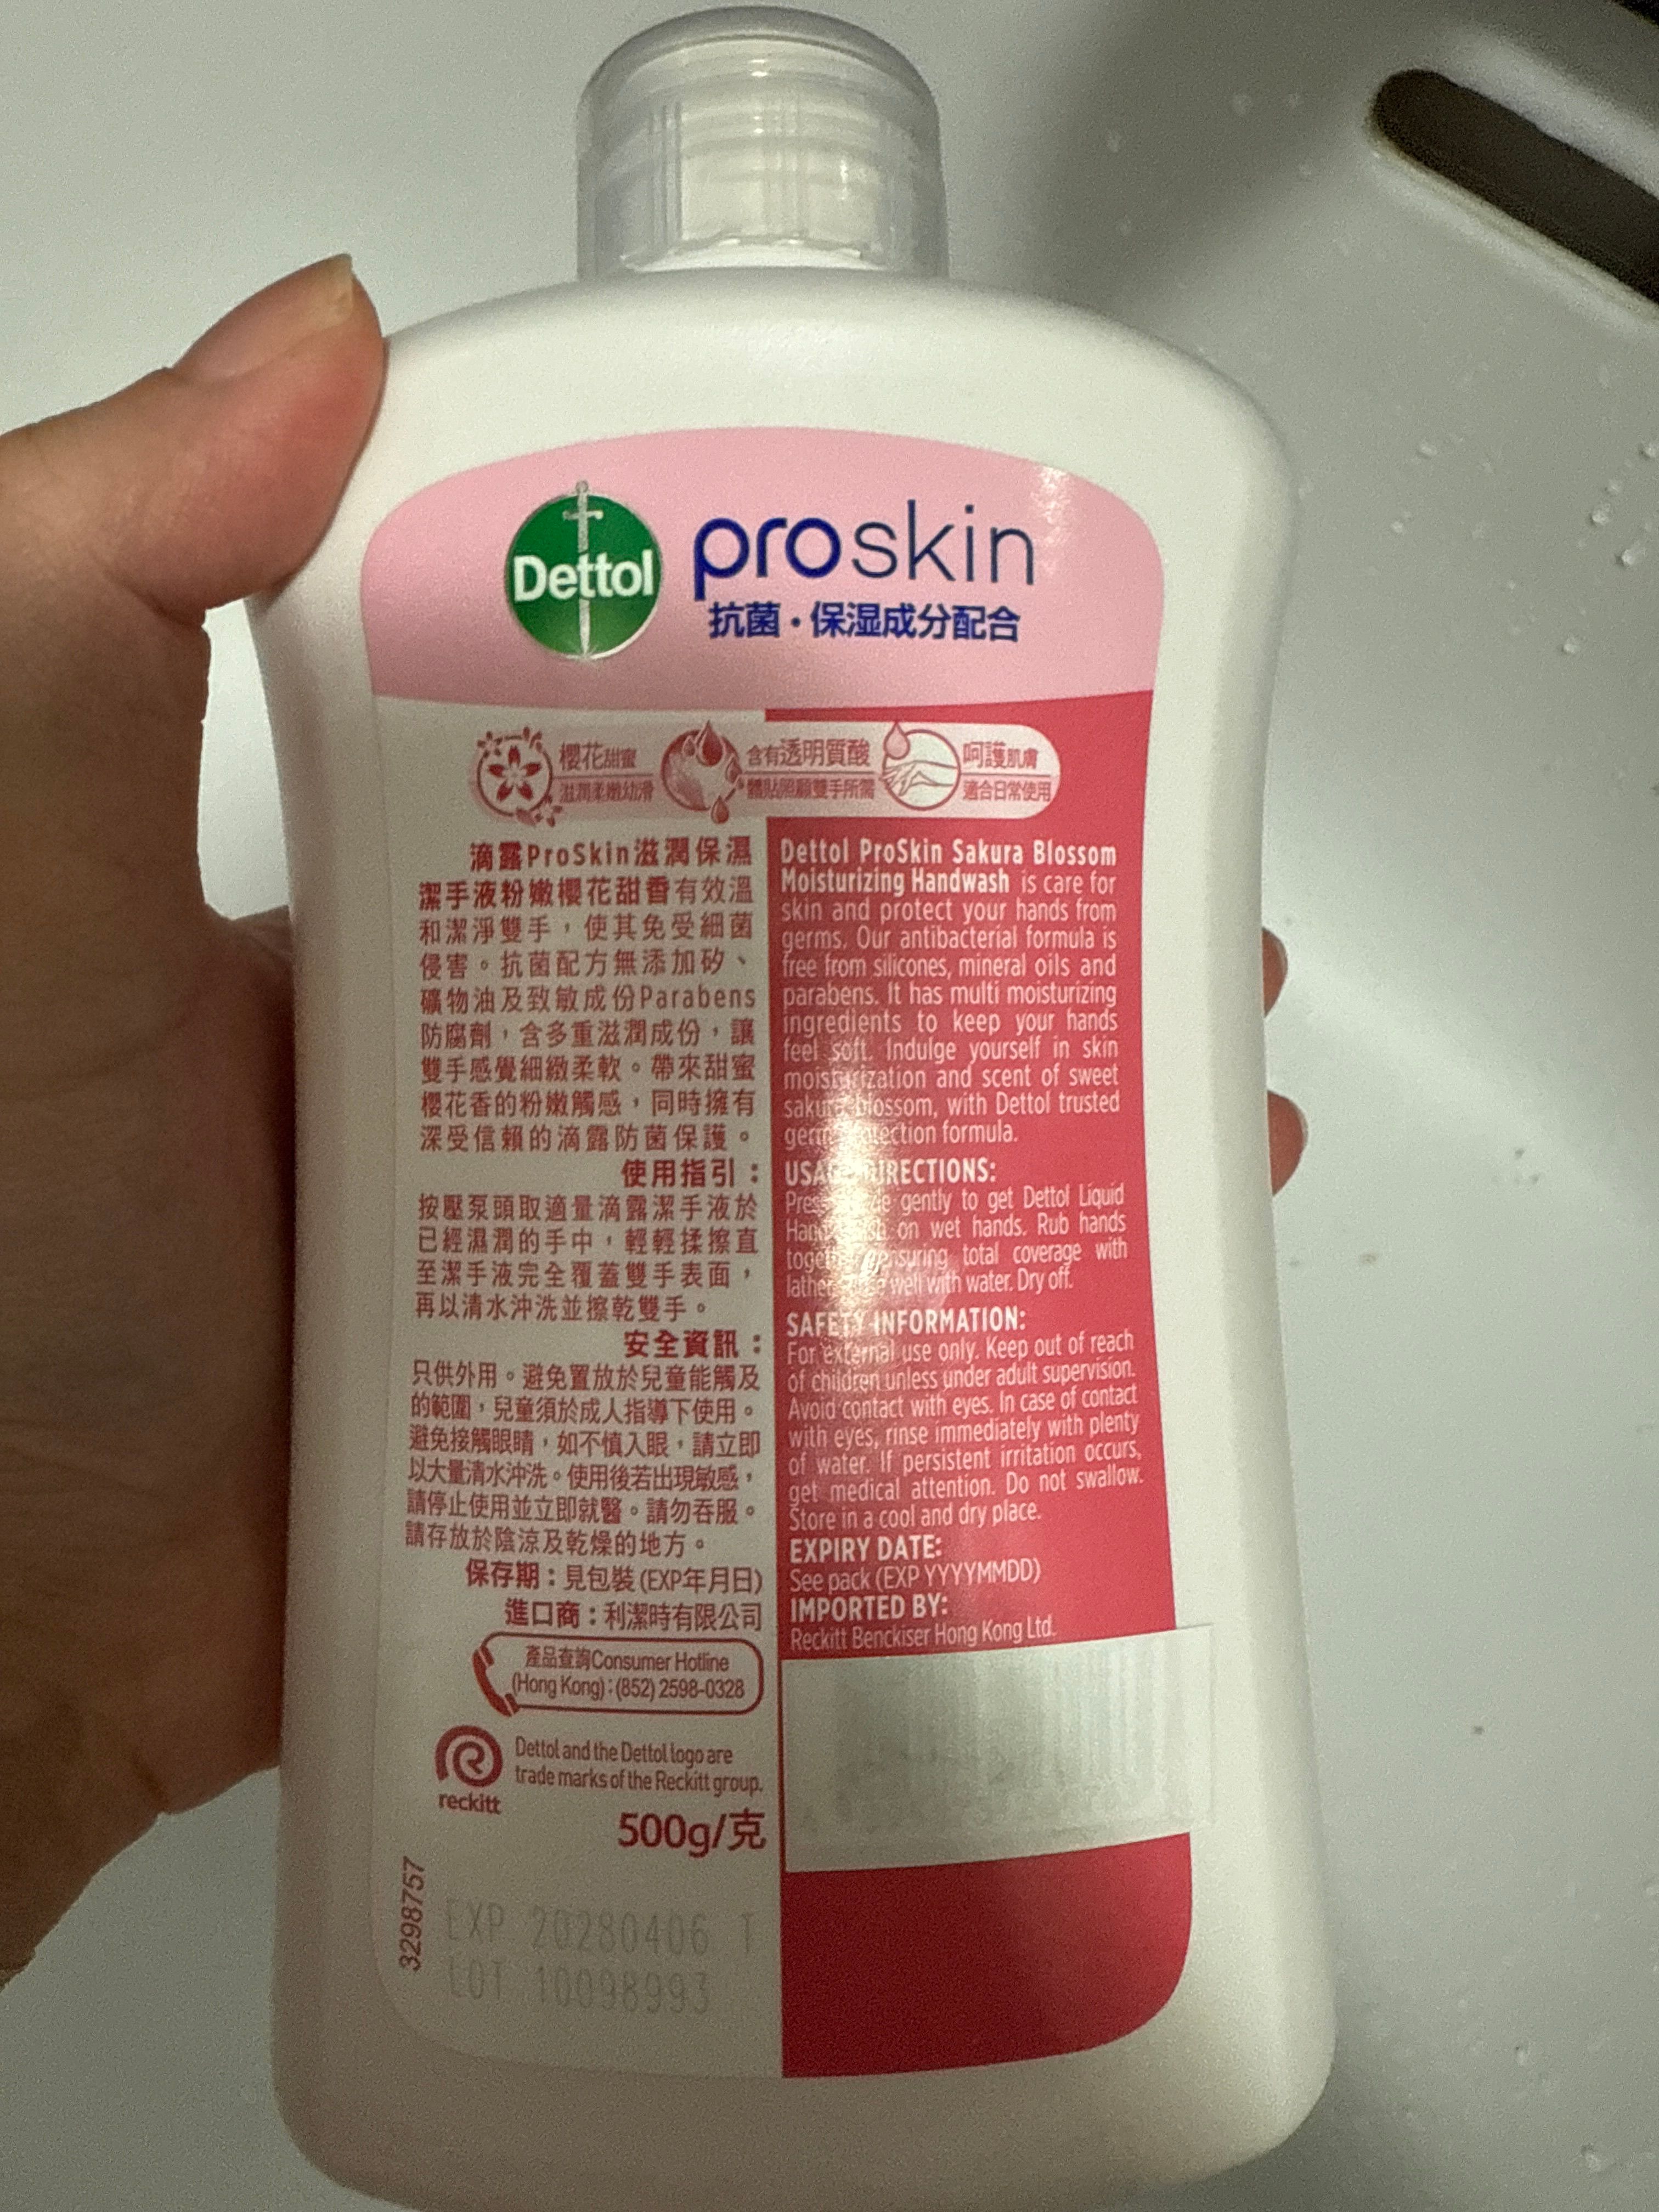 Dettol
proskin
抗菌・保湿成分配合
櫻花甜蜜
滋潤柔嫩幼滑
含有透明質酸
體貼照顧雙手所需
呵護肌膚
適合日常使用
滴露ProSkin滋潤保濕
潔手液粉嫩櫻花甜香有效溫
和潔淨雙手，使其免受細菌
侵害。抗菌配方無添加矽、
礦物油及致敏成份Parabens
防腐劑，含多重滋潤成份，讓
雙手感覺細緻柔軟。帶來甜蜜
櫻花香的粉嫩觸感，同時擁有
深受信賴的滴露防菌保護。
使用指引：
按壓泵頭取適量滴露潔手液於
已經濕潤的手中，輕輕揉擦直
至潔手液完全覆蓋雙手表面，
再以清水沖洗並擦乾雙手。
安全資訊：
只供外用。避免置放於兒童能觸及
的範圍，兒童須於成人指導下使用。
避免接觸眼睛，如不慎入眼，請立即
以大量清水沖洗。使用後若出現敏感，
請停止使用並立即就醫。請勿吞服。
請存放於陰涼及乾燥的地方。
保存期：見包裝(EXP年月日)
進口商：利潔時有限公司
產品查詢Consumer Hotline
(Hong Kong)：(852) 2598-0328
reckitt
Dettol and the Dettol logo are
trade marks of the Reckitt group.
500g/克
3298757
EXP 20280406 T
LOT 10098993
Dettol ProSkin Sakura Blossom
Moisturizing Handwash is care for
skin and protect your hands from
germs. Our antibacterial formula is
free from silicones, mineral oils and
parabens. It has multi moisturizing
ingredients to keep your hands
feel soft. Indulge yourself in skin
moisturization and scent of sweet
sakura blossom, with Dettol trusted
germ protection formula.
USAGE DIRECTIONS:
gently to get Dettol Liquid
on wet hands. Rub hands
together ensuring total coverage with
well with water. Dry off.
SAFETY INFORMATION:
For external use only. Keep out of reach
of children unless under adult supervision.
Avoid contact with eyes. In case of contact
with eyes, rinse immediately with plenty
of water. If persistent irritation occurs,
get medical attention. Do not swallow.
Store in a cool and dry place.
EXPIRY DATE:
See pack (EXP YYYYMMDD)
IMPORTED BY:
Reckitt Benckiser Hong Kong Ltd.